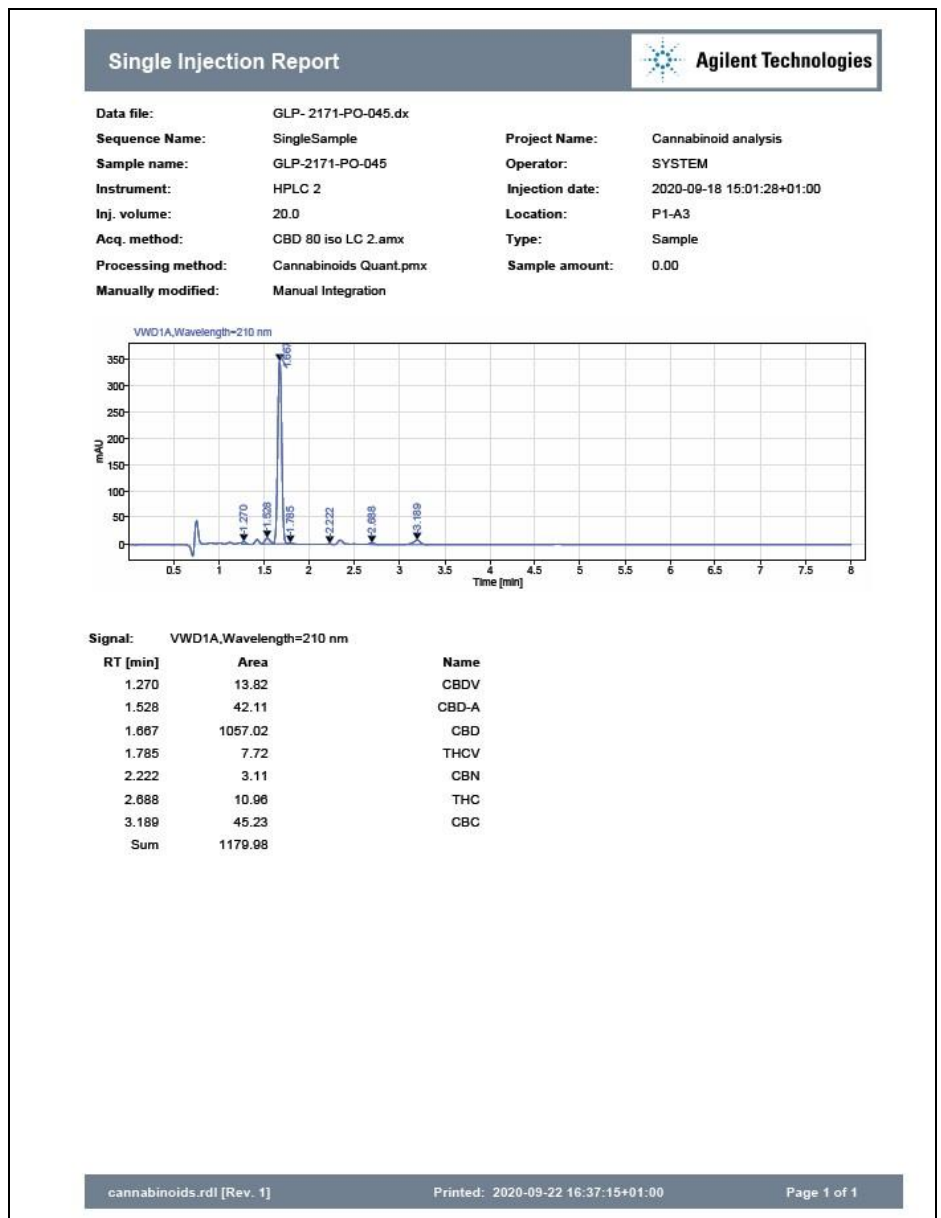 Single Injection Report
Agilent Technologies
Data file: GLP- 2171-PO-045.dx
Sequence Name: SingleSample Project Name: Cannabinoid analysis
Sample name: GLP-2171-PO-045 Operator: SYSTEM
Instrument: HPLC 2 Injection date: 2020-09-18 15:01:28+01:00
Inj. volume: 20.0 Location: P1-A3
Acq. method: CBD 80 iso LC 2.amx Type: Sample
Processing method: Cannabinoids Quant.pmx Sample amount: 0.00
Manually modified: Manual Integration
VWD1A,Wavelength=210 nm
350
300
250
200
150
100
50
0
mAU
1.270
1.528
1.667
1.785
2.222
2.688
3.189
0.5 1 1.5 2 2.5 3 3.5 4 4.5 5 5.5 6 6.5 7 7.5 8
Time [min]
Signal: VWD1A,Wavelength=210 nm
RT [min] Area Name
1.270 13.82 CBDV
1.528 42.11 CBD-A
1.667 1057.02 CBD
1.785 7.72 THCV
2.222 3.11 CBN
2.688 10.96 THC
3.189 45.23 CBC
Sum 1179.98
cannabinoids.rdl [Rev. 1] Printed: 2020-09-22 16:37:15+01:00 Page 1 of 1